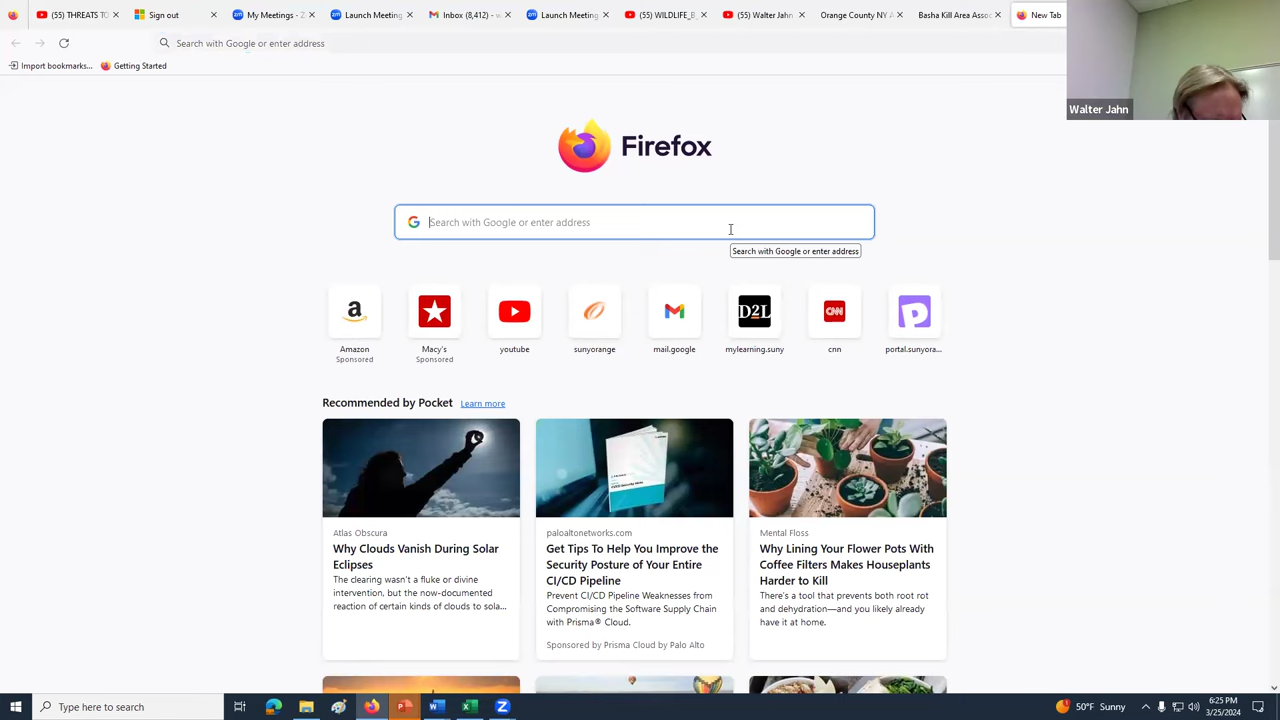 (55) THREATS TO
Sign out
My Meetings - Z
Launch Meeting
Inbox (8,412) - w
Launch Meeting
(55) WILDLIFE_B_
(55) Walter Jahn
Orange County NY A
Basha Kill Area Assoc
New Tab
Search with Google or enter address
Import bookmarks...
Getting Started
Walter Jahn
Firefox
Search with Google or enter address
Search with Google or enter address
a
D2L
CNN
Amazon
Sponsored
Macy's
Sponsored
youtube
sunyorange
mail.google
mylearning.suny
cnn
portal.sunyora...
Recommended by Pocket
Learn more
Atlas Obscura
Why Clouds Vanish During Solar
Eclipses
The clearing wasn't a fluke or divine
intervention, but the now-documented
reaction of certain kinds of clouds to sola...
paloaltonetworks.com
Get Tips To Help You Improve the
Security Posture of Your Entire
CI/CD Pipeline
Prevent CI/CD Pipeline Weaknesses from
Compromising the Software Supply Chain
with Prisma® Cloud.
Sponsored by Prisma Cloud by Palo Alto
Mental Floss
Why Lining Your Flower Pots With
Coffee Filters Makes Houseplants
Harder to Kill
There's a tool that prevents both root rot
and dehydration—and you likely already
have it at home.
Type here to search
50°F Sunny
6:25 PM
3/25/2024